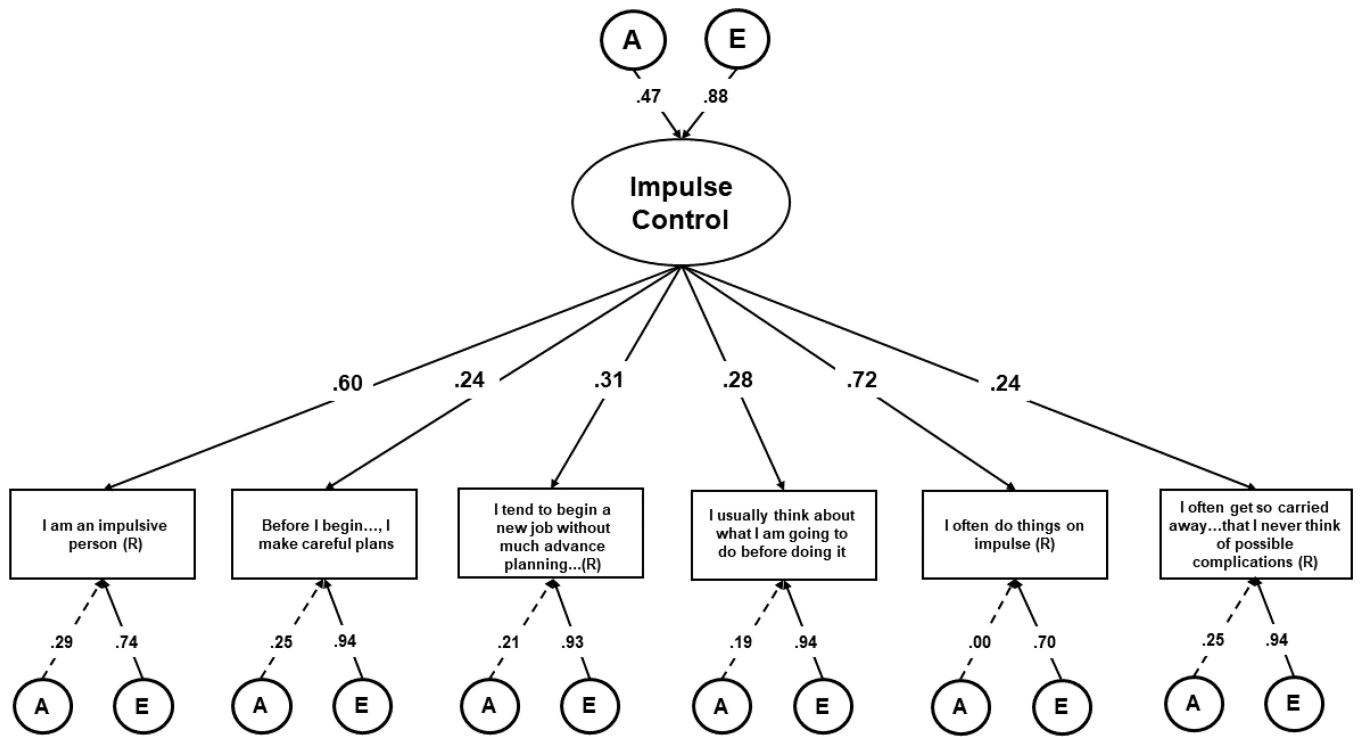 A
E
.47
.88
Impulse
Control
.60
.24
.31
.28
.72
.24
I am an impulsive
person (R)
Before I begin…, I
make careful plans
I tend to begin a
new job without
much advance
planning…(R)
I usually think about
what I am going to
do before doing it
I often do things on
impulse (R)
I often get so carried
away…that I never think
of possible
complications (R)
.29
.74
.25
.94
.21
.93
.19
.94
.00
.70
.25
.94
A
E
A
E
A
E
A
E
A
E
A
E